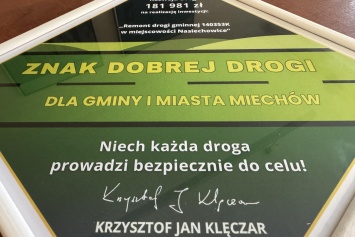 181 981 zł
na realizację inwestycji:
„Remont drogi gminnej 140353K
w miejscowości Nasiechowice"
ZNAK DOBREJ DROGI
DLA GMINY I MIASTA MIECHÓW
Niech każda droga
prowadzi bezpiecznie do celu!
Krzysztof J Klęczar
KRZYSZTOF JAN KLĘCZAR